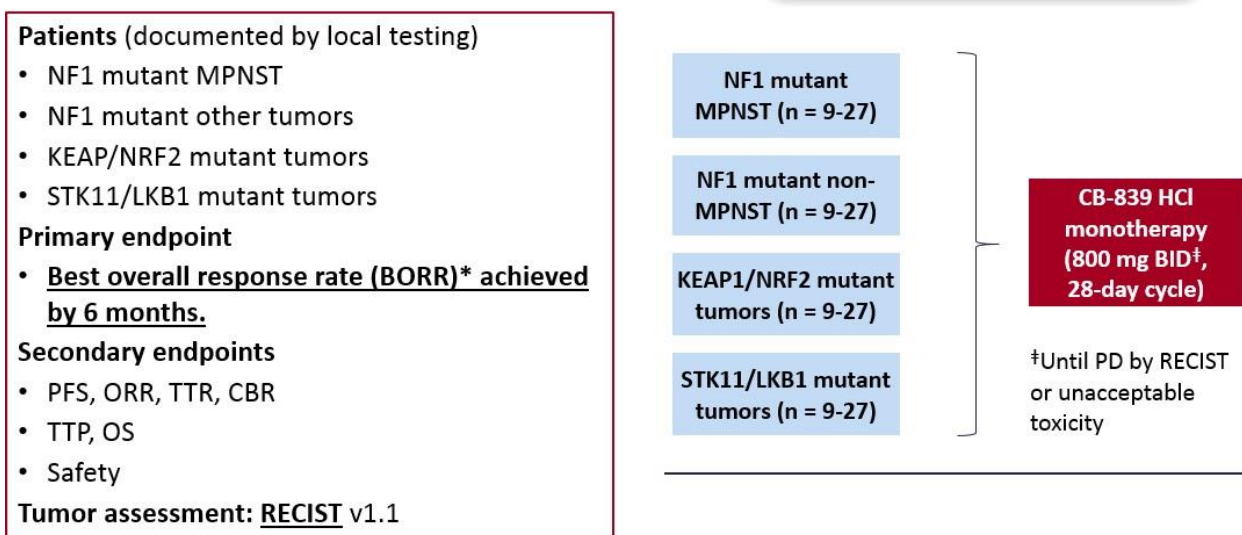 Patients (documented by local testing)
• NF1 mutant MPNST
• NF1 mutant other tumors
• KEAP/NRF2 mutant tumors
• STK11/LKB1 mutant tumors
Primary endpoint
• Best overall response rate (BORR)* achieved
by 6 months.
Secondary endpoints
• PFS, ORR, TTR, CBR
• TTP, OS
• Safety
Tumor assessment: RECIST v1.1
NF1 mutant
MPNST (n = 9-27)
NF1 mutant non-
MPNST (n = 9-27)
KEAP1/NRF2 mutant
tumors (n = 9-27)
STK11/LKB1 mutant
tumors (n = 9-27)
CB-839 HCl
monotherapy
(800 mg BID‡,
28-day cycle)
‡Until PD by RECIST
or unacceptable
toxicity